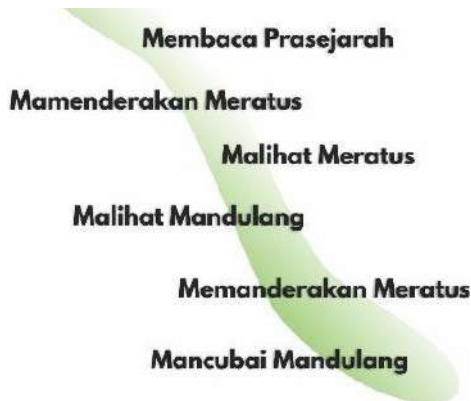 Membaca Prasejarah
Mamenderakan Meratus
Malihat Meratus
Malihat Mandulang
Memanderakan Meratus
Mancubai Mandulang